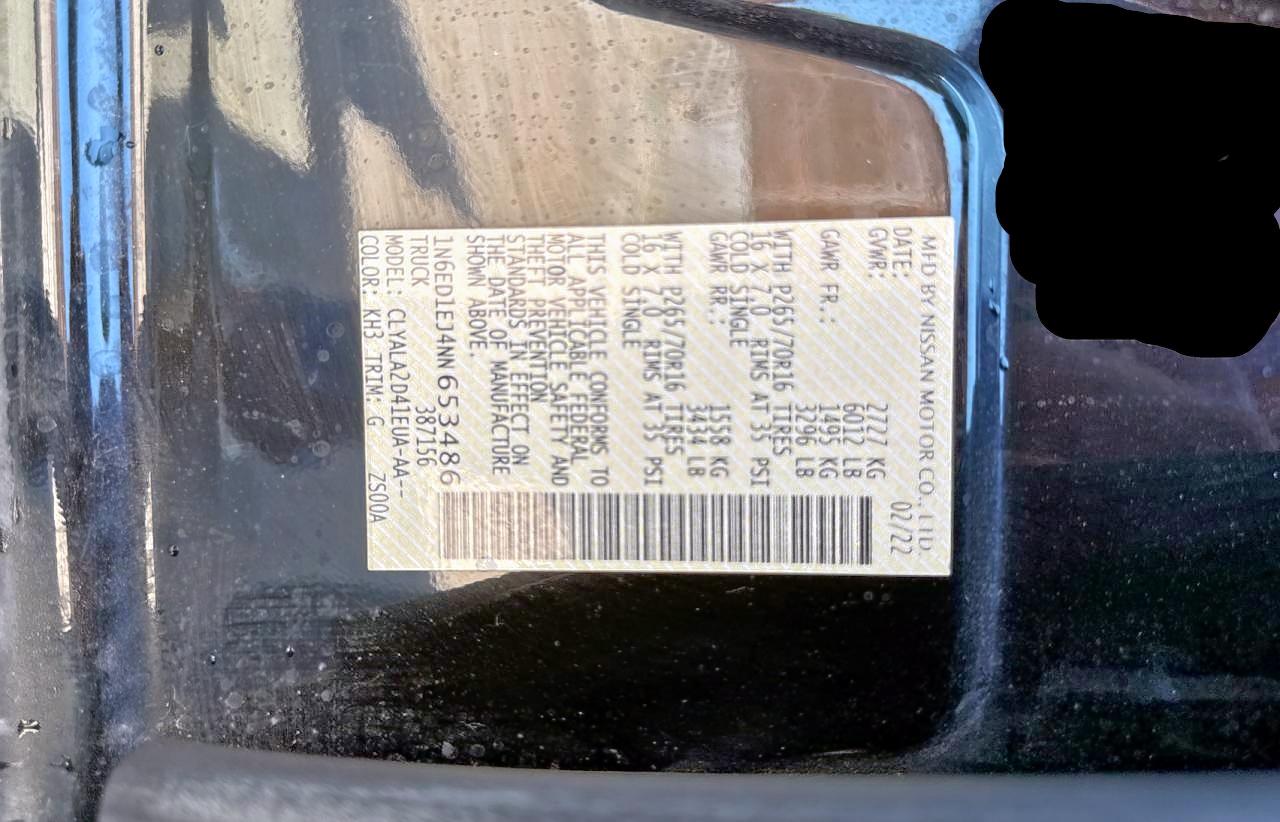 MFD BY NISSAN MOTOR CO., LTD.
DATE: 02/22
GVWR: 2727 KG
6012 LB
GAWR FR.: 1495 KG
3296 LB
WITH P265/70R16 TIRES
16 X 7.0 RIMS AT 35 PSI
COLD SINGLE
GAWR RR.: 1558 KG
3434 LB
WITH P265/70R16 TIRES
16 X 7.0 RIMS AT 35 PSI
COLD SINGLE
THIS VEHICLE CONFORMS TO
ALL APPLICABLE FEDERAL
MOTOR VEHICLE SAFETY AND
THEFT PREVENTION
STANDARDS IN EFFECT ON
THE DATE OF MANUFACTURE
SHOWN ABOVE.
1N6ED1EJ4NN653486
TRUCK 387156
MODEL: CLYALA2D41EUA-AA--
COLOR: KH3 TRIM: G ZS00A